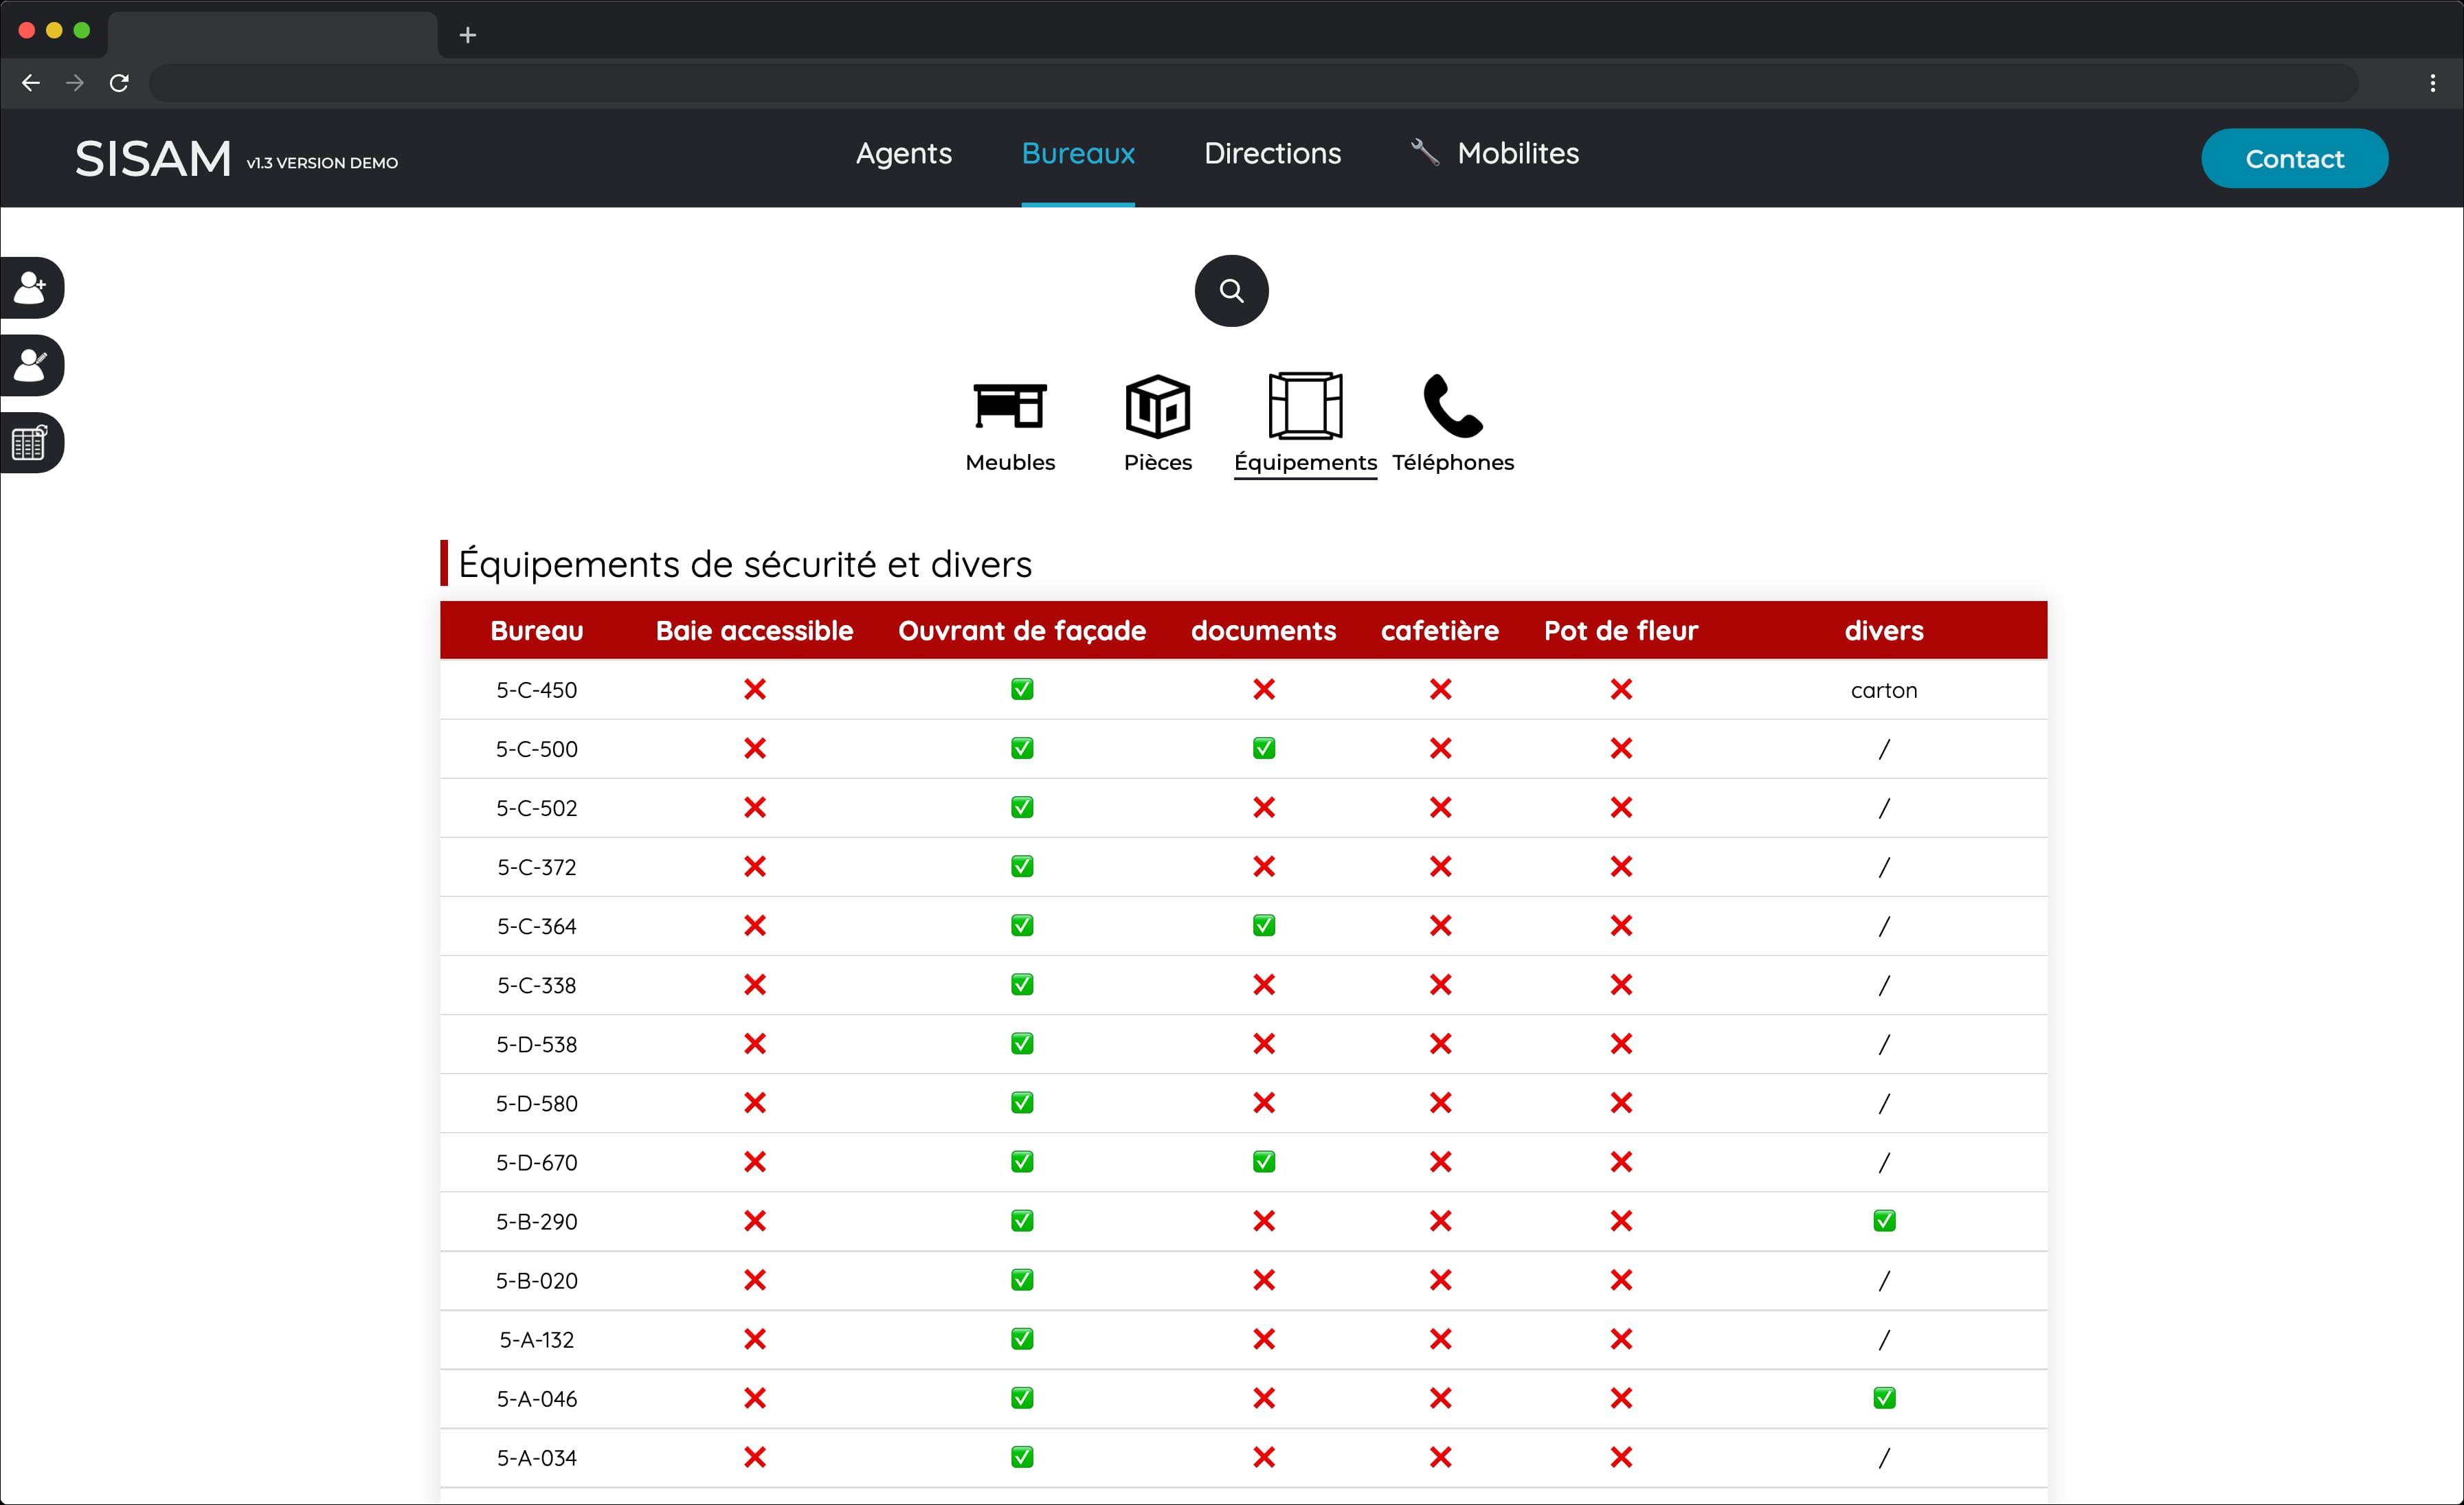 SISAM v1.3 VERSION DEMO Agents Bureaux Directions Mobilites Contact
Meubles Pièces Équipements Téléphones
Équipements de sécurité et divers
Bureau Baie accessible Ouvrant de façade documents cafetière Pot de fleur divers
5-C-450 ❌ ✅ ❌ ❌ ❌ carton
5-C-500 ❌ ✅ ✅ ❌ ❌ /
5-C-502 ❌ ✅ ❌ ❌ ❌ /
5-C-372 ❌ ✅ ❌ ❌ ❌ /
5-C-364 ❌ ✅ ✅ ❌ ❌ /
5-C-338 ❌ ✅ ❌ ❌ ❌ /
5-D-538 ❌ ✅ ❌ ❌ ❌ /
5-D-580 ❌ ✅ ❌ ❌ ❌ /
5-D-670 ❌ ✅ ✅ ❌ ❌ /
5-B-290 ❌ ✅ ❌ ❌ ❌ ✅
5-B-020 ❌ ✅ ❌ ❌ ❌ /
5-A-132 ❌ ✅ ❌ ❌ ❌ /
5-A-046 ❌ ✅ ❌ ❌ ❌ ✅
5-A-034 ❌ ✅ ❌ ❌ ❌ /